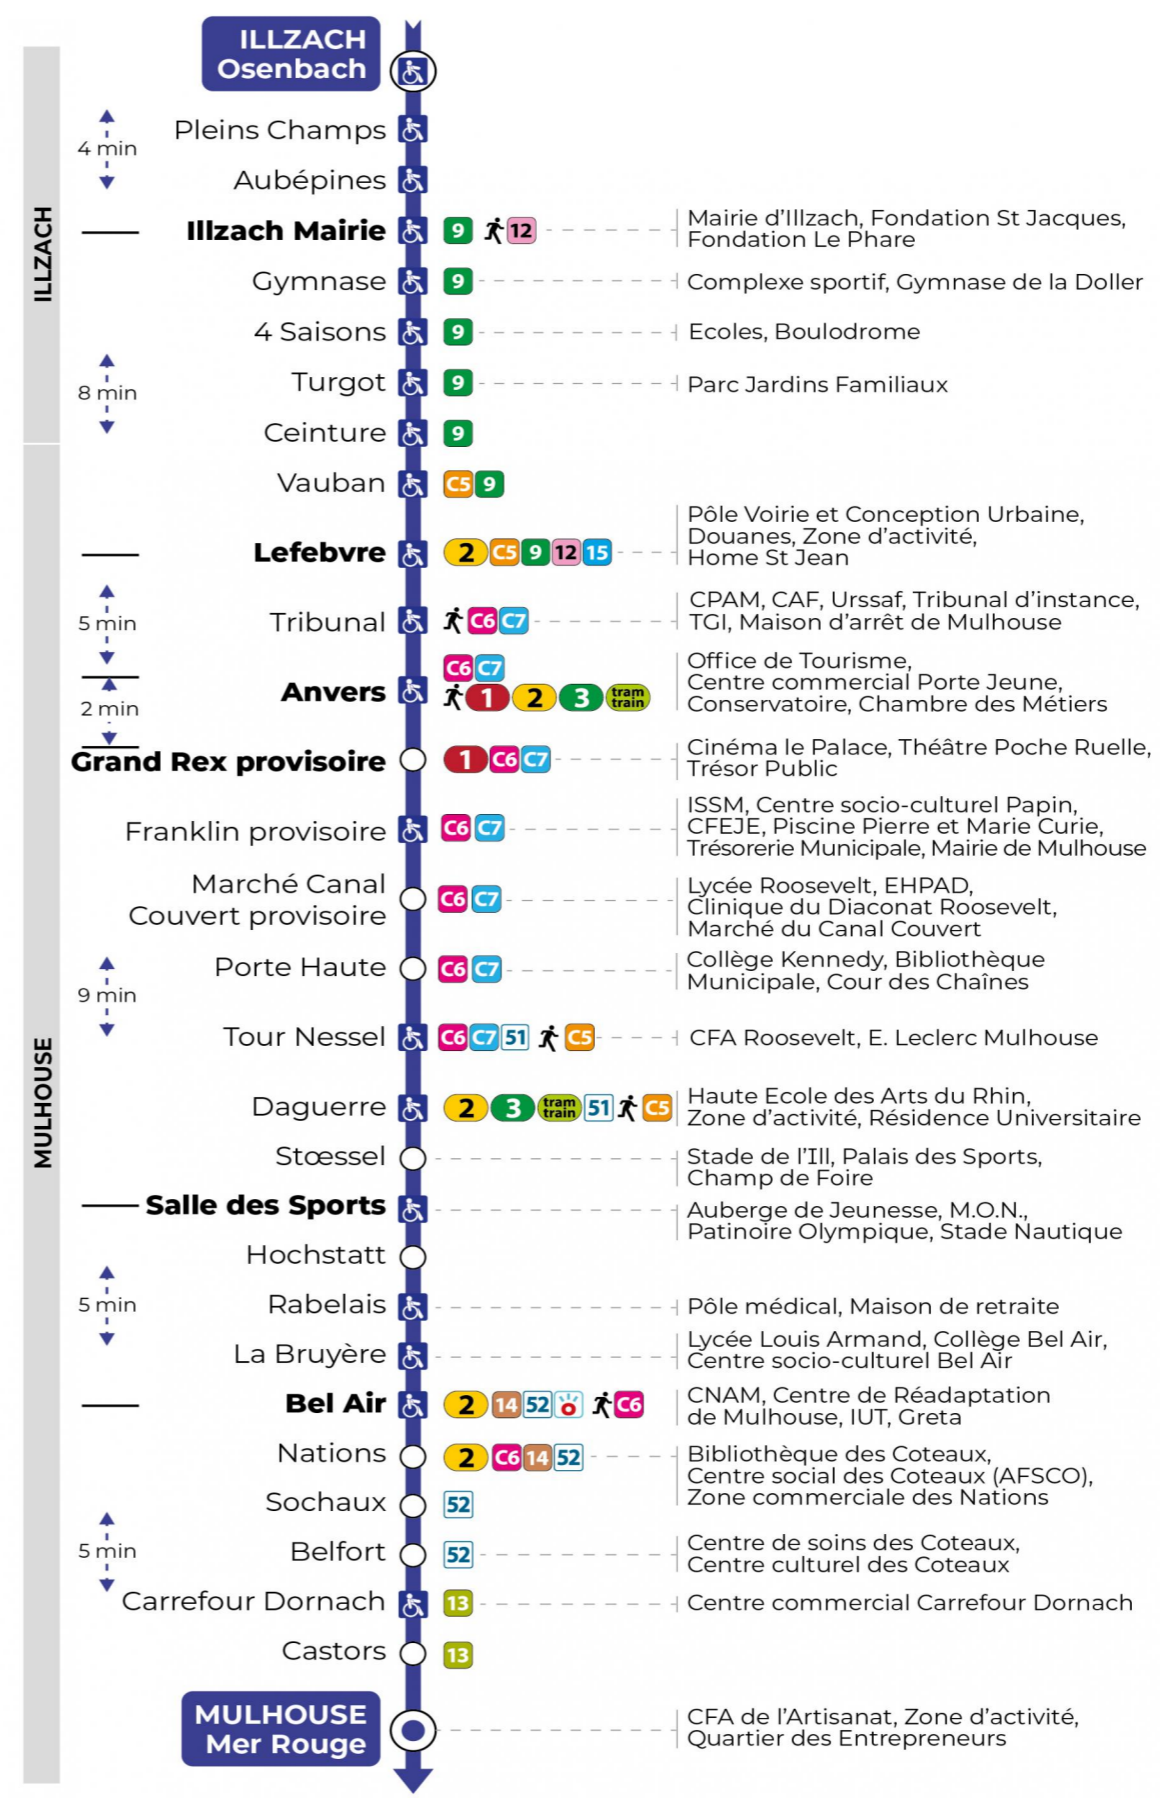 ILLZACH
Osenbach
Pleins Champs
4 min
Aubépines
ILLZACH
Illzach Mairie 9 12
Mairie d'Illzach, Fondation St Jacques,
Fondation Le Phare
Gymnase 9 Complexe sportif, Gymnase de la Doller
4 Saisons 9 Ecoles, Boulodrome
Turgot 9 Parc Jardins Familiaux
8 min
Ceinture 9
Vauban C5 9
Lefebvre 2 C5 9 12 15
Pôle Voirie et Conception Urbaine,
Douanes, Zone d'activité,
Home St Jean
5 min
Tribunal C6 C7
CPAM, CAF, Urssaf, Tribunal d'instance,
TGI, Maison d'arrêt de Mulhouse
C6 C7
Anvers 1 2 3 tram
train
Office de Tourisme,
Centre commercial Porte Jeune,
Conservatoire, Chambre des Métiers
2 min
Grand Rex provisoire 1 C6 C7
Cinéma le Palace, Théâtre Poche Ruelle,
Trésor Public
Franklin provisoire C6 C7
ISSM, Centre socio-culturel Papin,
CFEJE, Piscine Pierre et Marie Curie,
Trésorerie Municipale, Mairie de Mulhouse
Marché Canal
Couvert provisoire C6 C7
Lycée Roosevelt, EHPAD,
Clinique du Diaconat Roosevelt,
Marché du Canal Couvert
Porte Haute C6 C7
Collège Kennedy, Bibliothèque
Municipale, Cour des Chaînes
9 min
Tour Nessel C6 C7 51 C5 CFA Roosevelt, E. Leclerc Mulhouse
MULHOUSE
Daguerre 2 3 tram
train 51 C5
Haute Ecole des Arts du Rhin,
Zone d'activité, Résidence Universitaire
Stœssel
Stade de l'Ill, Palais des Sports,
Champ de Foire
Salle des Sports
Auberge de Jeunesse, M.O.N.,
Patinoire Olympique, Stade Nautique
Hochstatt
5 min
Rabelais Pôle médical, Maison de retraite
La Bruyère
Lycée Louis Armand, Collège Bel Air,
Centre socio-culturel Bel Air
Bel Air 2 14 52 C6
CNAM, Centre de Réadaptation
de Mulhouse, IUT, Greta
Nations 2 C6 14 52
Bibliothèque des Coteaux,
Centre social des Coteaux (AFSCO),
Zone commerciale des Nations
Sochaux 52
5 min
Belfort 52
Centre de soins des Coteaux,
Centre culturel des Coteaux
Carrefour Dornach 13 Centre commercial Carrefour Dornach
Castors 13
MULHOUSE
Mer Rouge
CFA de l'Artisanat, Zone d'activité,
Quartier des Entrepreneurs